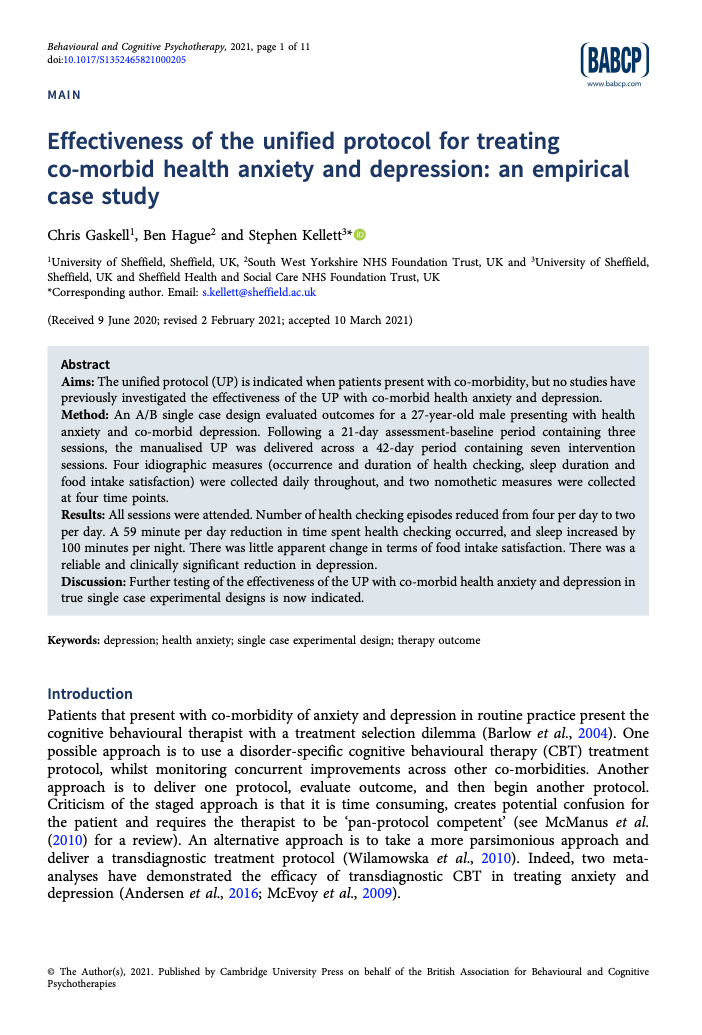 Behavioural and Cognitive Psychotherapy, 2021, page 1 of 11
doi:10.1017/S1352465821000205
BABCP
www.babcp.com
MAIN
Effectiveness of the unified protocol for treating
co-morbid health anxiety and depression: an empirical
case study
Chris Gaskell1, Ben Hague2 and Stephen Kellett3* iD
1University of Sheffield, Sheffield, UK, 2South West Yorkshire NHS Foundation Trust, UK and 3University of Sheffield,
Sheffield, UK and Sheffield Health and Social Care NHS Foundation Trust, UK
*Corresponding author. Email: s.kellett@sheffield.ac.uk
(Received 9 June 2020; revised 2 February 2021; accepted 10 March 2021)
Abstract
Aims: The unified protocol (UP) is indicated when patients present with co-morbidity, but no studies have
previously investigated the effectiveness of the UP with co-morbid health anxiety and depression.
Method: An A/B single case design evaluated outcomes for a 27-year-old male presenting with health
anxiety and co-morbid depression. Following a 21-day assessment-baseline period containing three
sessions, the manualised UP was delivered across a 42-day period containing seven intervention
sessions. Four idiographic measures (occurrence and duration of health checking, sleep duration and
food intake satisfaction) were collected daily throughout, and two nomothetic measures were collected
at four time points.
Results: All sessions were attended. Number of health checking episodes reduced from four per day to two
per day. A 59 minute per day reduction in time spent health checking occurred, and sleep increased by
100 minutes per night. There was little apparent change in terms of food intake satisfaction. There was a
reliable and clinically significant reduction in depression.
Discussion: Further testing of the effectiveness of the UP with co-morbid health anxiety and depression in
true single case experimental designs is now indicated.
Keywords: depression; health anxiety; single case experimental design; therapy outcome
Introduction
Patients that present with co-morbidity of anxiety and depression in routine practice present the
cognitive behavioural therapist with a treatment selection dilemma (Barlow et al., 2004). One
possible approach is to use a disorder-specific cognitive behavioural therapy (CBT) treatment
protocol, whilst monitoring concurrent improvements across other co-morbidities. Another
approach is to deliver one protocol, evaluate outcome, and then begin another protocol.
Criticism of the staged approach is that it is time consuming, creates potential confusion for
the patient and requires the therapist to be ‘pan-protocol competent’ (see McManus et al.
(2010) for a review). An alternative approach is to take a more parsimonious approach and
deliver a transdiagnostic treatment protocol (Wilamowska et al., 2010). Indeed, two meta-
analyses have demonstrated the efficacy of transdiagnostic CBT in treating anxiety and
depression (Andersen et al., 2016; McEvoy et al., 2009).
© The Author(s), 2021. Published by Cambridge University Press on behalf of the British Association for Behavioural and Cognitive
Psychotherapies